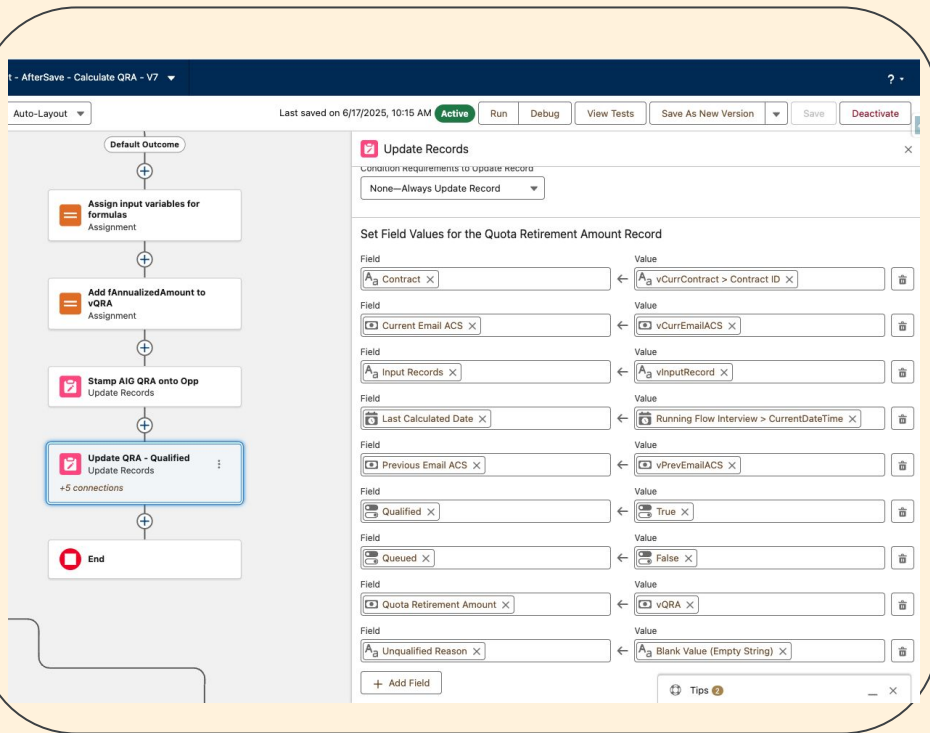 t - AfterSave - Calculate QRA - V7
? -
Auto-Layout
Last saved on 6/17/2025, 10:15 AM Active Run Debug View Tests Save As New Version Save Deactivate
Default Outcome
Assign input variables for
formulas
Assignment
Add fAnnualizedAmount to
vQRA
Assignment
Stamp AIG QRA onto Opp
Update Records
Update QRA - Qualified
Update Records
+5 connections
End
Update Records
Condition Requirements to Update Record
None—Always Update Record
Set Field Values for the Quota Retirement Amount Record
Field Value
Aa Contract Aa vCurrContract > Contract ID
Field Value
Current Email ACS vCurrEmailACS
Field Value
Aa Input Records Aa vInputRecord
Field Value
Last Calculated Date Running Flow Interview > CurrentDateTime
Field Value
Previous Email ACS vPrevEmailACS
Field Value
Qualified True
Field Value
Queued False
Field Value
Quota Retirement Amount vQRA
Field Value
Aa Unqualified Reason Aa Blank Value (Empty String)
+ Add Field
Tips 2